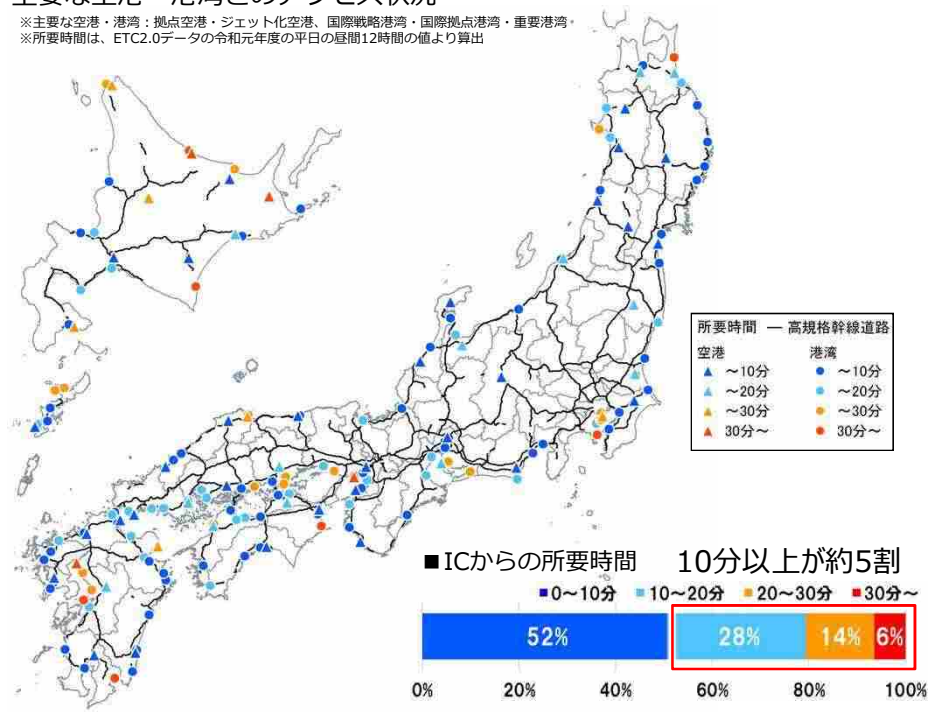 主要な空港・港湾とのアクセス状況
※主要な空港・港湾：拠点空港・ジェット化空港、国際戦略港湾・国際拠点港湾・重要港湾
※所要時間は、ETC2.0データの令和元年度の平日の昼間12時間の値より算出
所要時間 ― 高規格幹線道路
空港 港湾
▲ ～10分 ● ～10分
▲ ～20分 ● ～20分
▲ ～30分 ● ～30分
▲ 30分～ ● 30分～
■ICからの所要時間 10分以上が約5割
■0～10分 ■10～20分 ■20～30分 ■30分～
52% 28% 14% 6%
0% 20% 40% 60% 80% 100%